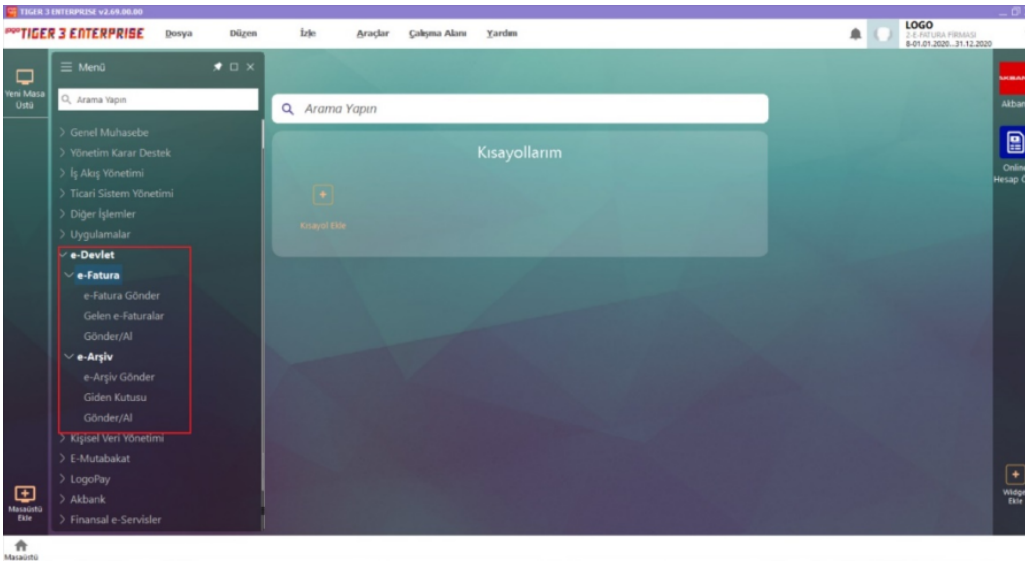 TIGER 3 ENTERPRISE v2.69.00.00
TIGER 3 ENTERPRISE
Dosya
Düzen
İzle
Araçlar
Çalışma Alanı
Yardım
LOGO
2-E-FATURA FİRMASI
8-01.01.2020...31.12.2020
Yeni Masa
Üstü
Menü
Arama Yapın
Genel Muhasebe
Yönetim Karar Destek
İş Akış Yönetimi
Ticari Sistem Yönetimi
Diğer İşlemler
Uygulamalar
e-Devlet
e-Fatura
e-Fatura Gönder
Gelen e-Faturalar
Gönder/Al
e-Arşiv
e-Arşiv Gönder
Giden Kutusu
Gönder/Al
Kişisel Veri Yönetimi
E-Mutabakat
LogoPay
Akbank
Finansal e-Servisler
Masaüstü
Ekle
Masaüstü
Arama Yapın
Kısayollarım
Kısayol Ekle
AKBAN
Akban
Online
Hesap Ö
Widge
Ekle